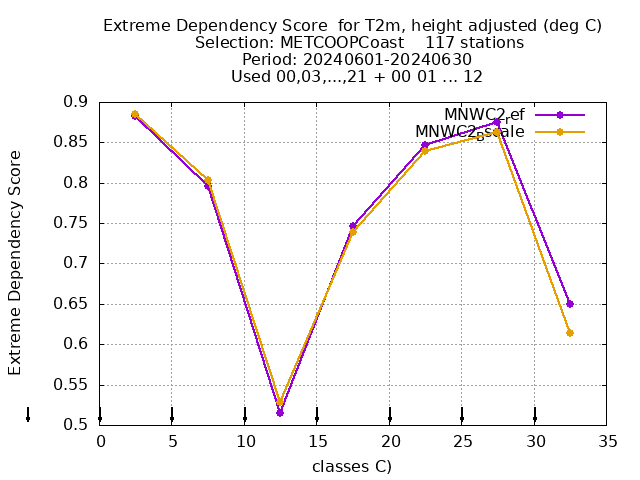 Extreme Dependency Score  for T2m, height adjusted (deg C)
Selection: METCOOPCoast    117 stations
Period: 20240601-20240630
Used 00,03,...,21 + 00 01 ... 12
MNWC2_ref
MNWC2_scale
0.9
0.85
0.8
0.75
0.7
0.65
0.6
0.55
0.5
Extreme Dependency Score
0 5 10 15 20 25 30 35
classes C)